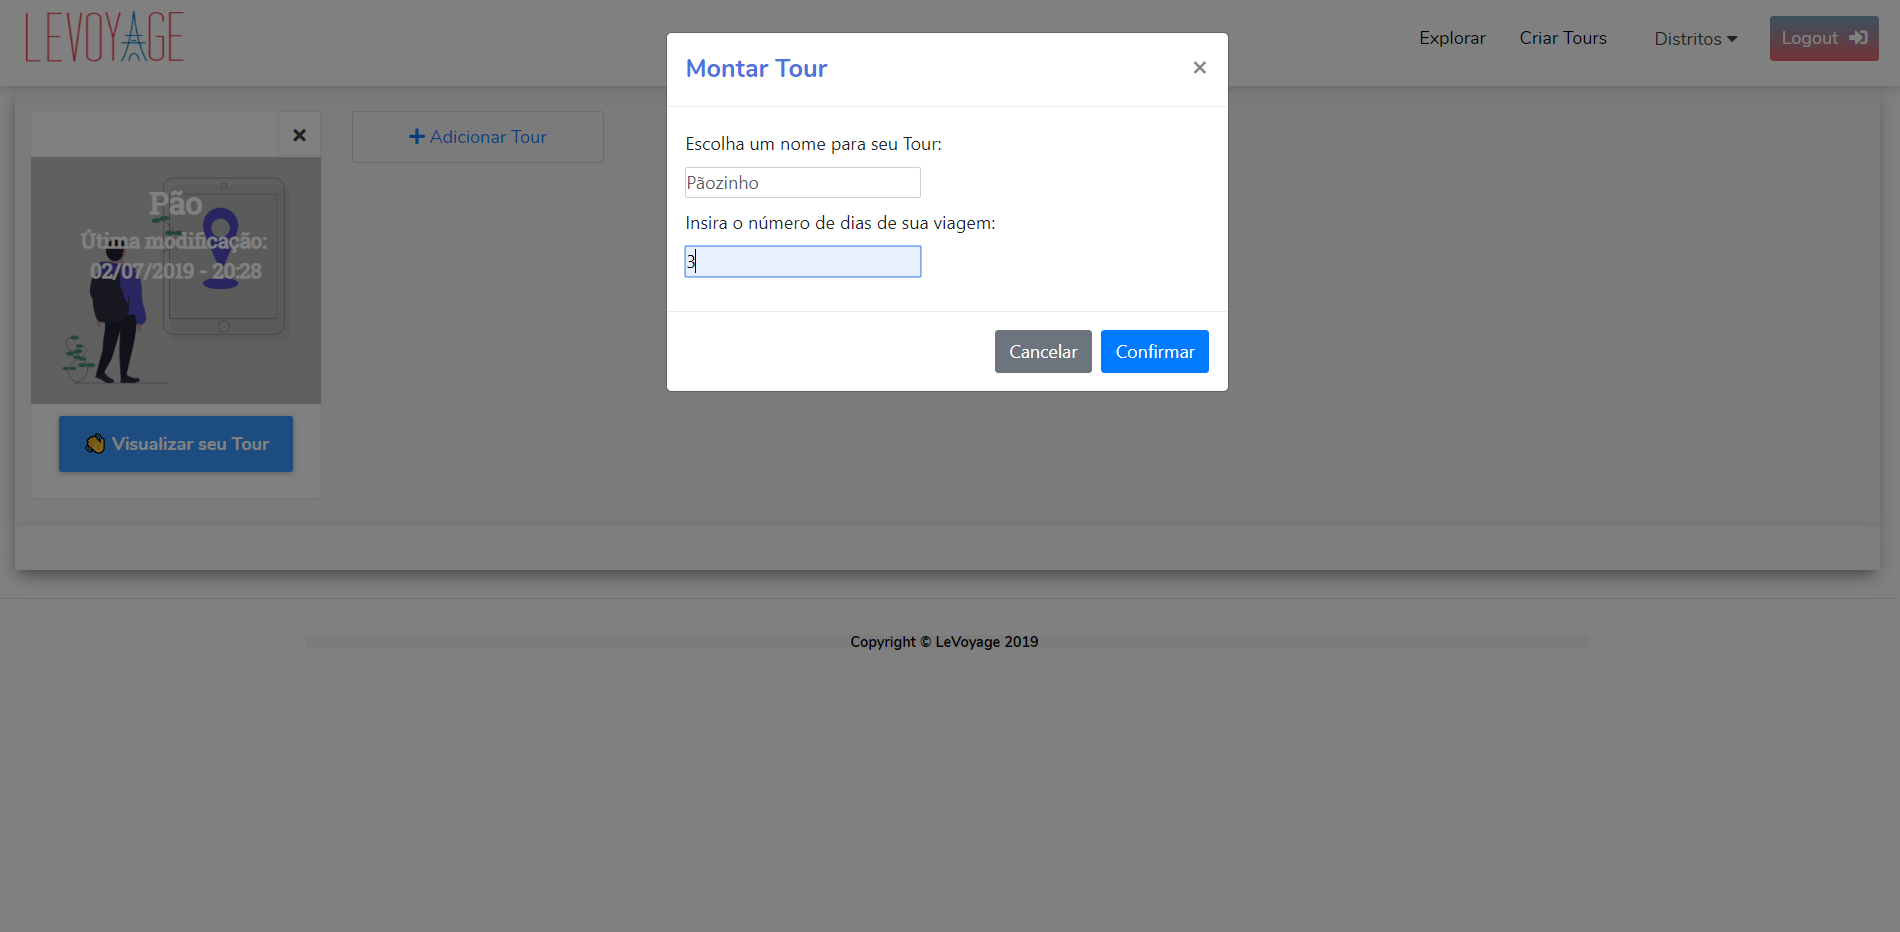 LEVOYAGE
Explorar
Criar Tours
Distritos
Logout
Montar Tour
×
Escolha um nome para seu Tour:
Pãozinho
Insira o número de dias de sua viagem:
3
Cancelar
Confirmar
Adicionar Tour
Pão
Útima modificação:
02/07/2019 - 20:28
Visualizar seu Tour
Copyright © LeVoyage 2019